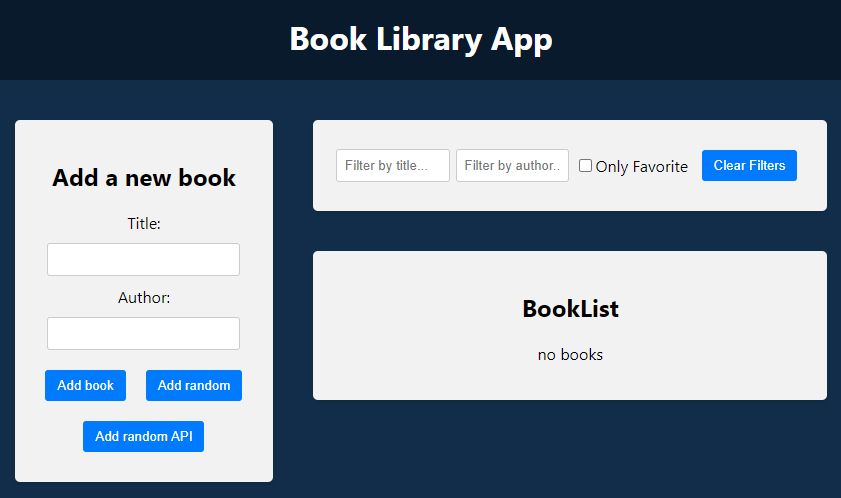 Book Library App
Add a new book
Title:
Author:
Add book Add random
Add random API
Filter by title... Filter by author.. Only Favorite Clear Filters
BookList
no books